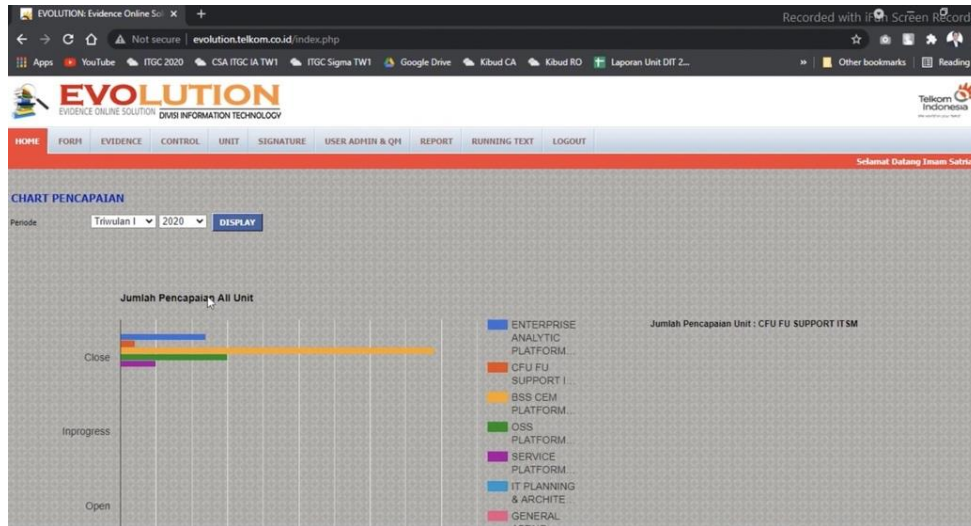 EVOLUTION: Evidence Online Sol
Recorded with iFun Screen Record
Not secure | evolution.telkom.co.id/index.php
Apps YouTube ITGC 2020 CSA ITGC IA TW1 ITGC Sigma TW1 Google Drive Kibud CA Kibud RO Laporan Unit DIT 2... » Other bookmarks Reading
EVOLUTION
EVIDENCE ONLINE SOLUTION DIVISI INFORMATION TECHNOLOGY
Telkom
Indonesia
HOME FORM EVIDENCE CONTROL UNIT SIGNATURE USER ADMIN & QM REPORT RUNNING TEXT LOGOUT
Selamat Datang Imam Satria
CHART PENCAPAIAN
Periode Triwulan I 2020 DISPLAY
Jumlah Pencapaian All Unit
Close
Inprogress
Open
ENTERPRISE
ANALYTIC
PLATFORM...
CFU FU
SUPPORT I...
BSS CEM
PLATFORM...
OSS
PLATFORM...
SERVICE
PLATFORM...
IT PLANNING
& ARCHITE...
GENERAL
Jumlah Pencapaian Unit : CFU FU SUPPORT ITSM